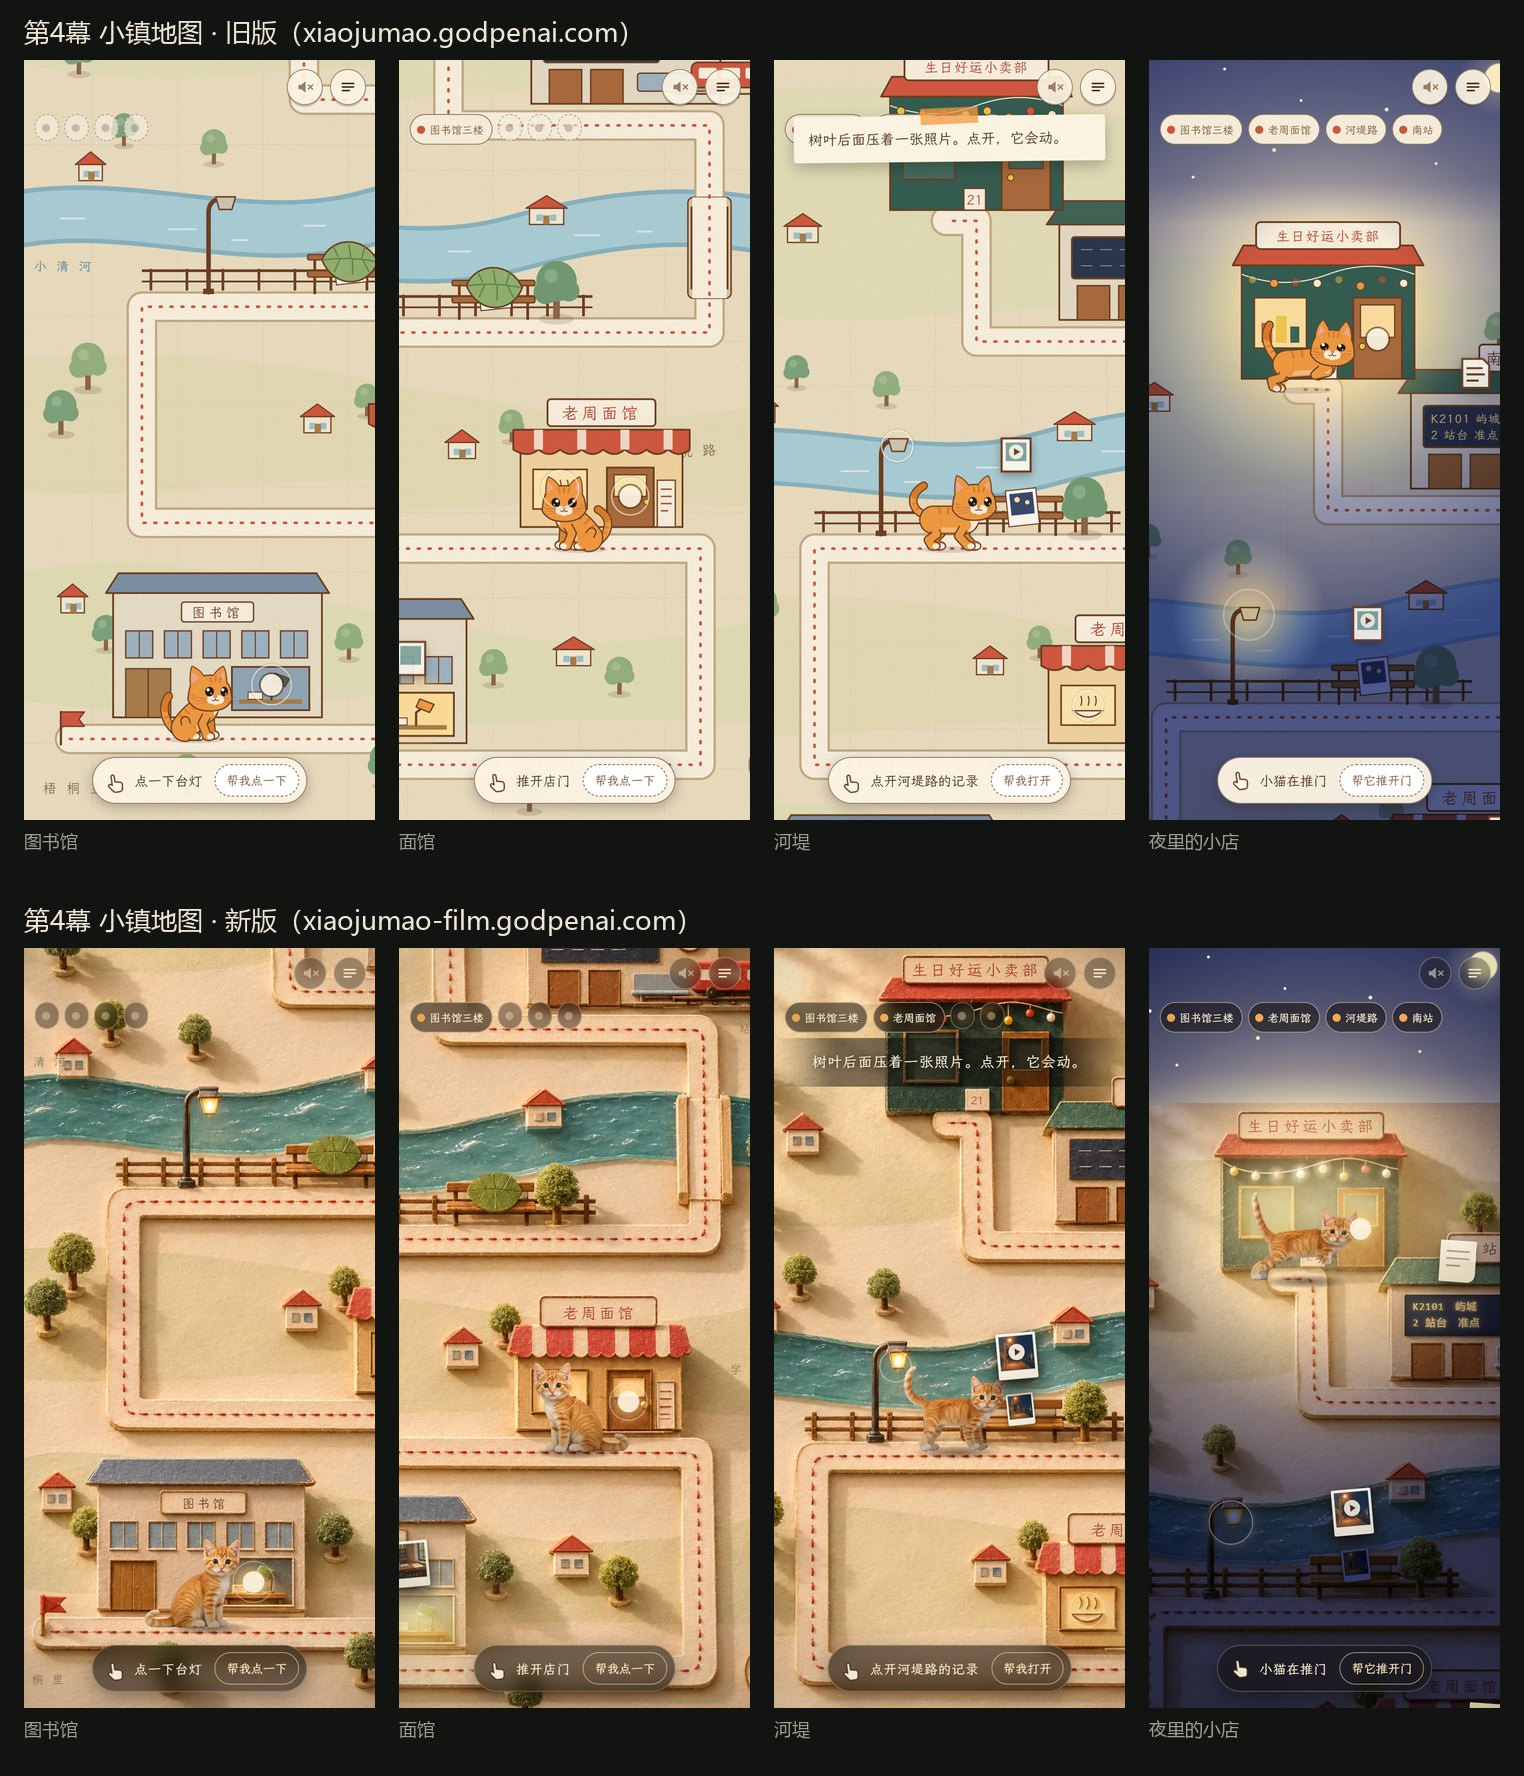 第4幕 小镇地图 · 旧版（xiaojumao.godpenai.com）
小 清 河
图书馆
梧 桐
点一下台灯
帮我点一下
图书馆三楼
老周面馆
路
推开店门
帮我点一下
生日好运小卖部
树叶后面压着一张照片。点开，它会动。
21
老周
点开河堤路的记录
帮我打开
图书馆三楼
老周面馆
河堤路
南站
生日好运小卖部
南
K2101 屿城
2 站台 准点
小猫在推门
帮它推开门
老周面
图书馆
面馆
河堤
夜里的小店
第4幕 小镇地图 · 新版（xiaojumao-film.godpenai.com）
清 河
图书馆
桐 里
点一下台灯
帮我点一下
图书馆三楼
站
老周面馆
学
推开店门
帮我点一下
生日好运小卖部
图书馆三楼
老周面馆
树叶后面压着一张照片。点开，它会动。
21
老周
点开河堤路的记录
帮我打开
图书馆三楼
老周面馆
河堤路
南站
生日好运小卖部
站
K2101 屿城
2 站台 准点
小猫在推门
帮它推开门
老周面馆
图书馆
面馆
河堤
夜里的小店